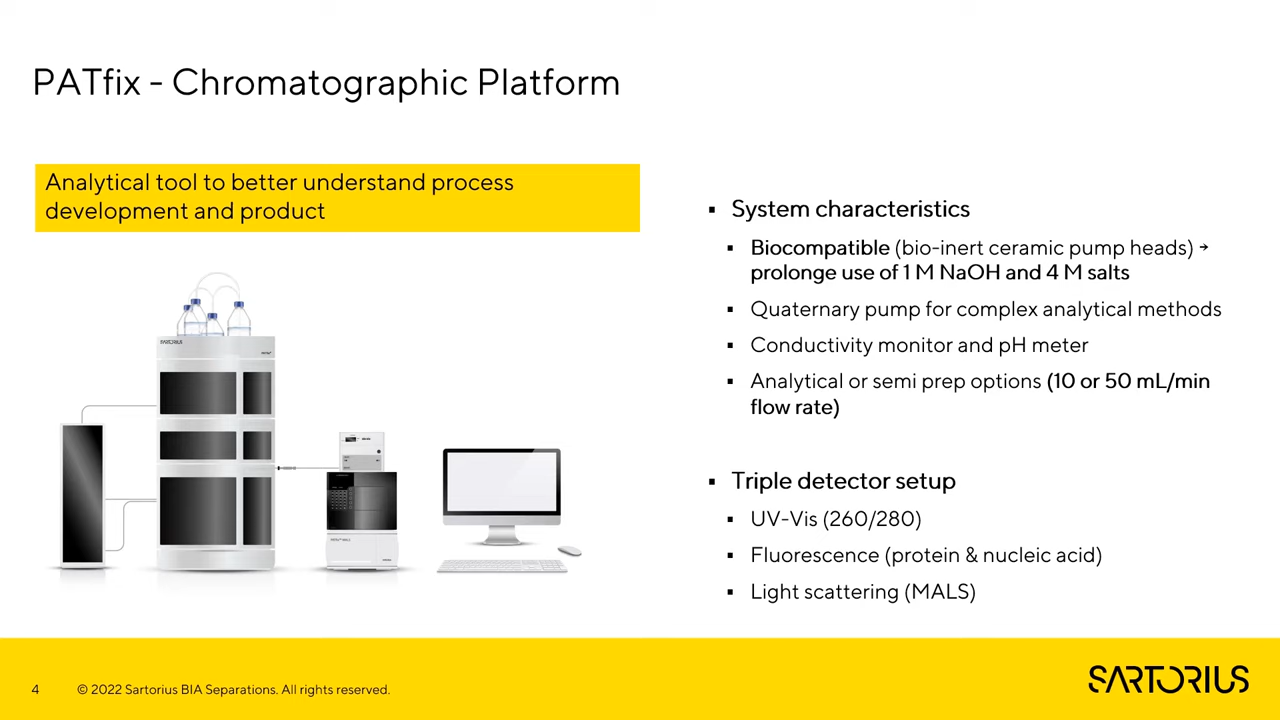 PATfix - Chromatographic Platform
Analytical tool to better understand process
development and product
SARTORIUS
▪ System characteristics
▪ Biocompatible (bio-inert ceramic pump heads) →
prolonge use of 1 M NaOH and 4 M salts
▪ Quaternary pump for complex analytical methods
▪ Conductivity monitor and pH meter
▪ Analytical or semi prep options (10 or 50 mL/min
flow rate)
▪ Triple detector setup
▪ UV-Vis (260/280)
▪ Fluorescence (protein & nucleic acid)
▪ Light scattering (MALS)
4 © 2022 Sartorius BIA Separations. All rights reserved.
SARTORIUS